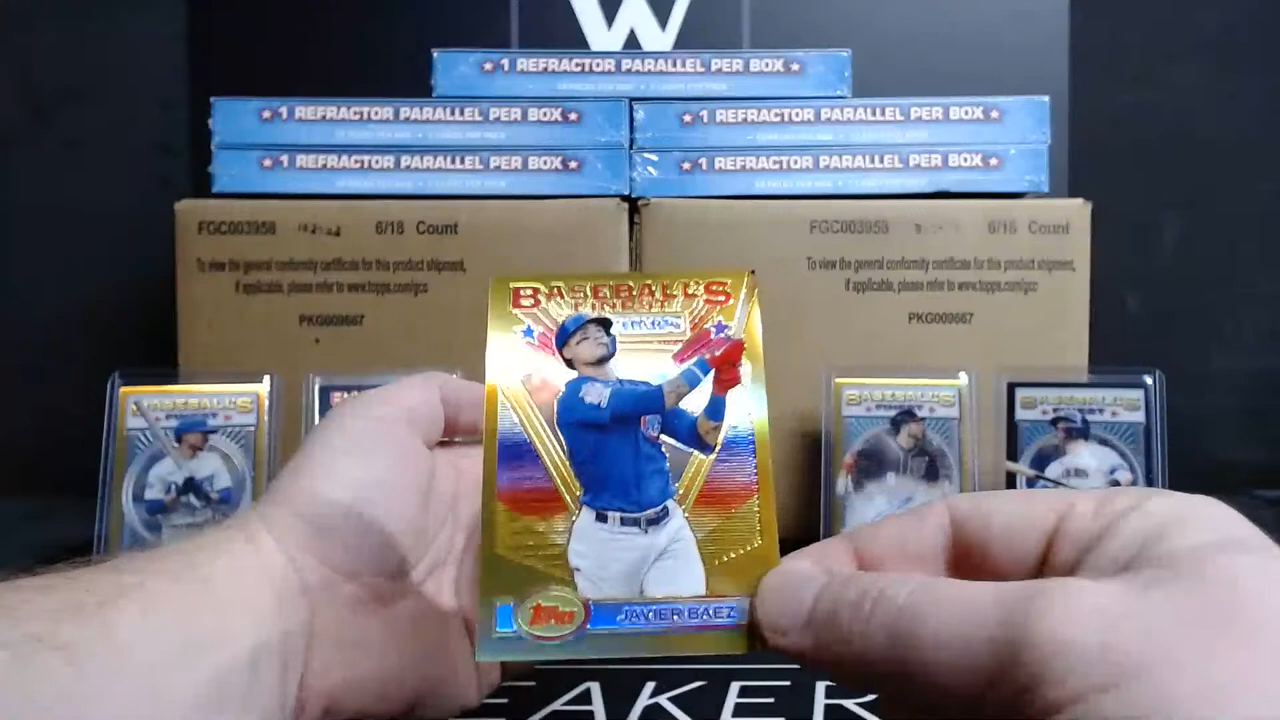 W
★ 1 REFRACTOR PARALLEL PER BOX ★
★ 1 REFRACTOR PARALLEL PER BOX ★
★ 1 REFRACTOR PARALLEL PER BOX ★
★ 1 REFRACTOR PARALLEL PER BOX ★
★ 1 REFRACTOR PARALLEL PER BOX ★
FGC003958 6/18 Count
To view the general conformity certificate for this product shipment,
if applicable, please refer to www.topps.com/gcc
PKG009667
FGC003958 6/18 Count
To view the general conformity certificate for this product shipment,
if applicable, please refer to www.topps.com/gcc
PKG009667
BASEBALL'S
FINEST
Topps
JAVIER BAEZ
BASEBALL'S
FINEST
BASEBALL'S
FINEST
BASEBALL'S
FINEST
EAKER